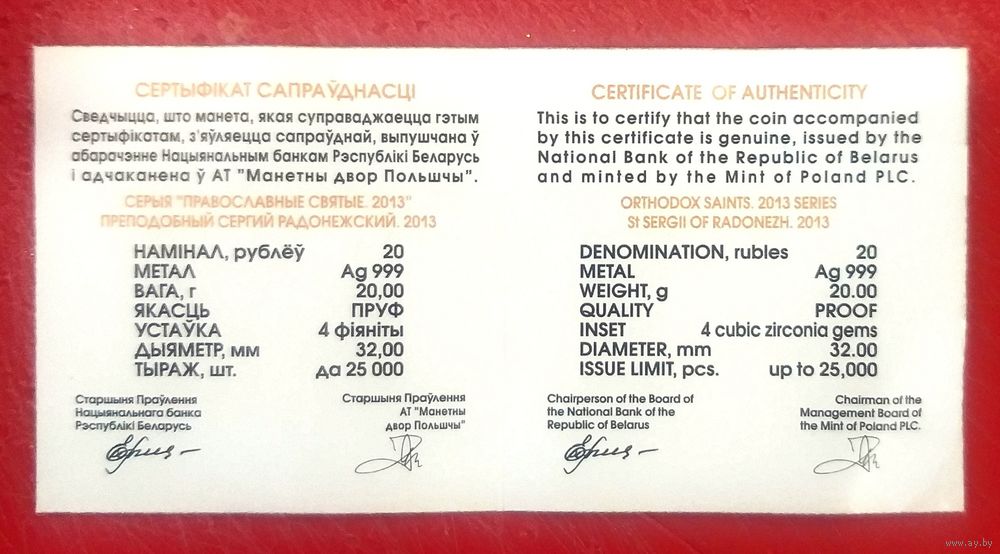 СЕРТЫФІКАТ САПРАЎДНАСЦІ
Сведчыцца, што манета, якая суправаджаецца гэтым
сертыфікатам, з'яўляецца сапраўднай, выпушчана ў
абарачэнне Нацыянальным банкам Рэспублікі Беларусь
і адчаканена ў АТ "Манетны двор Польшчы".
СЕРЫЯ "ПРАВОСЛАВНЫЕ СВЯТЫЕ. 2013"
ПРЕПОДОБНЫЙ СЕРГИЙ РАДОНЕЖСКИЙ. 2013
НАМІНАЛ, рублёў 20
МЕТАЛ Ag 999
ВАГА, г 20,00
ЯКАСЦЬ ПРУФ
УСТАЎКА 4 фіяніты
ДЫЯМЕТР, мм 32,00
ТЫРАЖ, шт. да 25 000
Старшыня Праўлення
Нацыянальнага банка
Рэспублікі Беларусь
Старшыня Праўлення
АТ "Манетны
двор Польшчы"
CERTIFICATE OF AUTHENTICITY
This is to certify that the coin accompanied
by this certificate is genuine, issued by the
National Bank of the Republic of Belarus
and minted by the Mint of Poland PLC.
ORTHODOX SAINTS. 2013 SERIES
St SERGII OF RADONEZH. 2013
DENOMINATION, rubles 20
METAL Ag 999
WEIGHT, g 20.00
QUALITY PROOF
INSET 4 cubic zirconia gems
DIAMETER, mm 32.00
ISSUE LIMIT, pcs. up to 25,000
Chairperson of the Board of
the National Bank of the
Republic of Belarus
Chairman of the
Management Board of
the Mint of Poland PLC.
www.ay.by